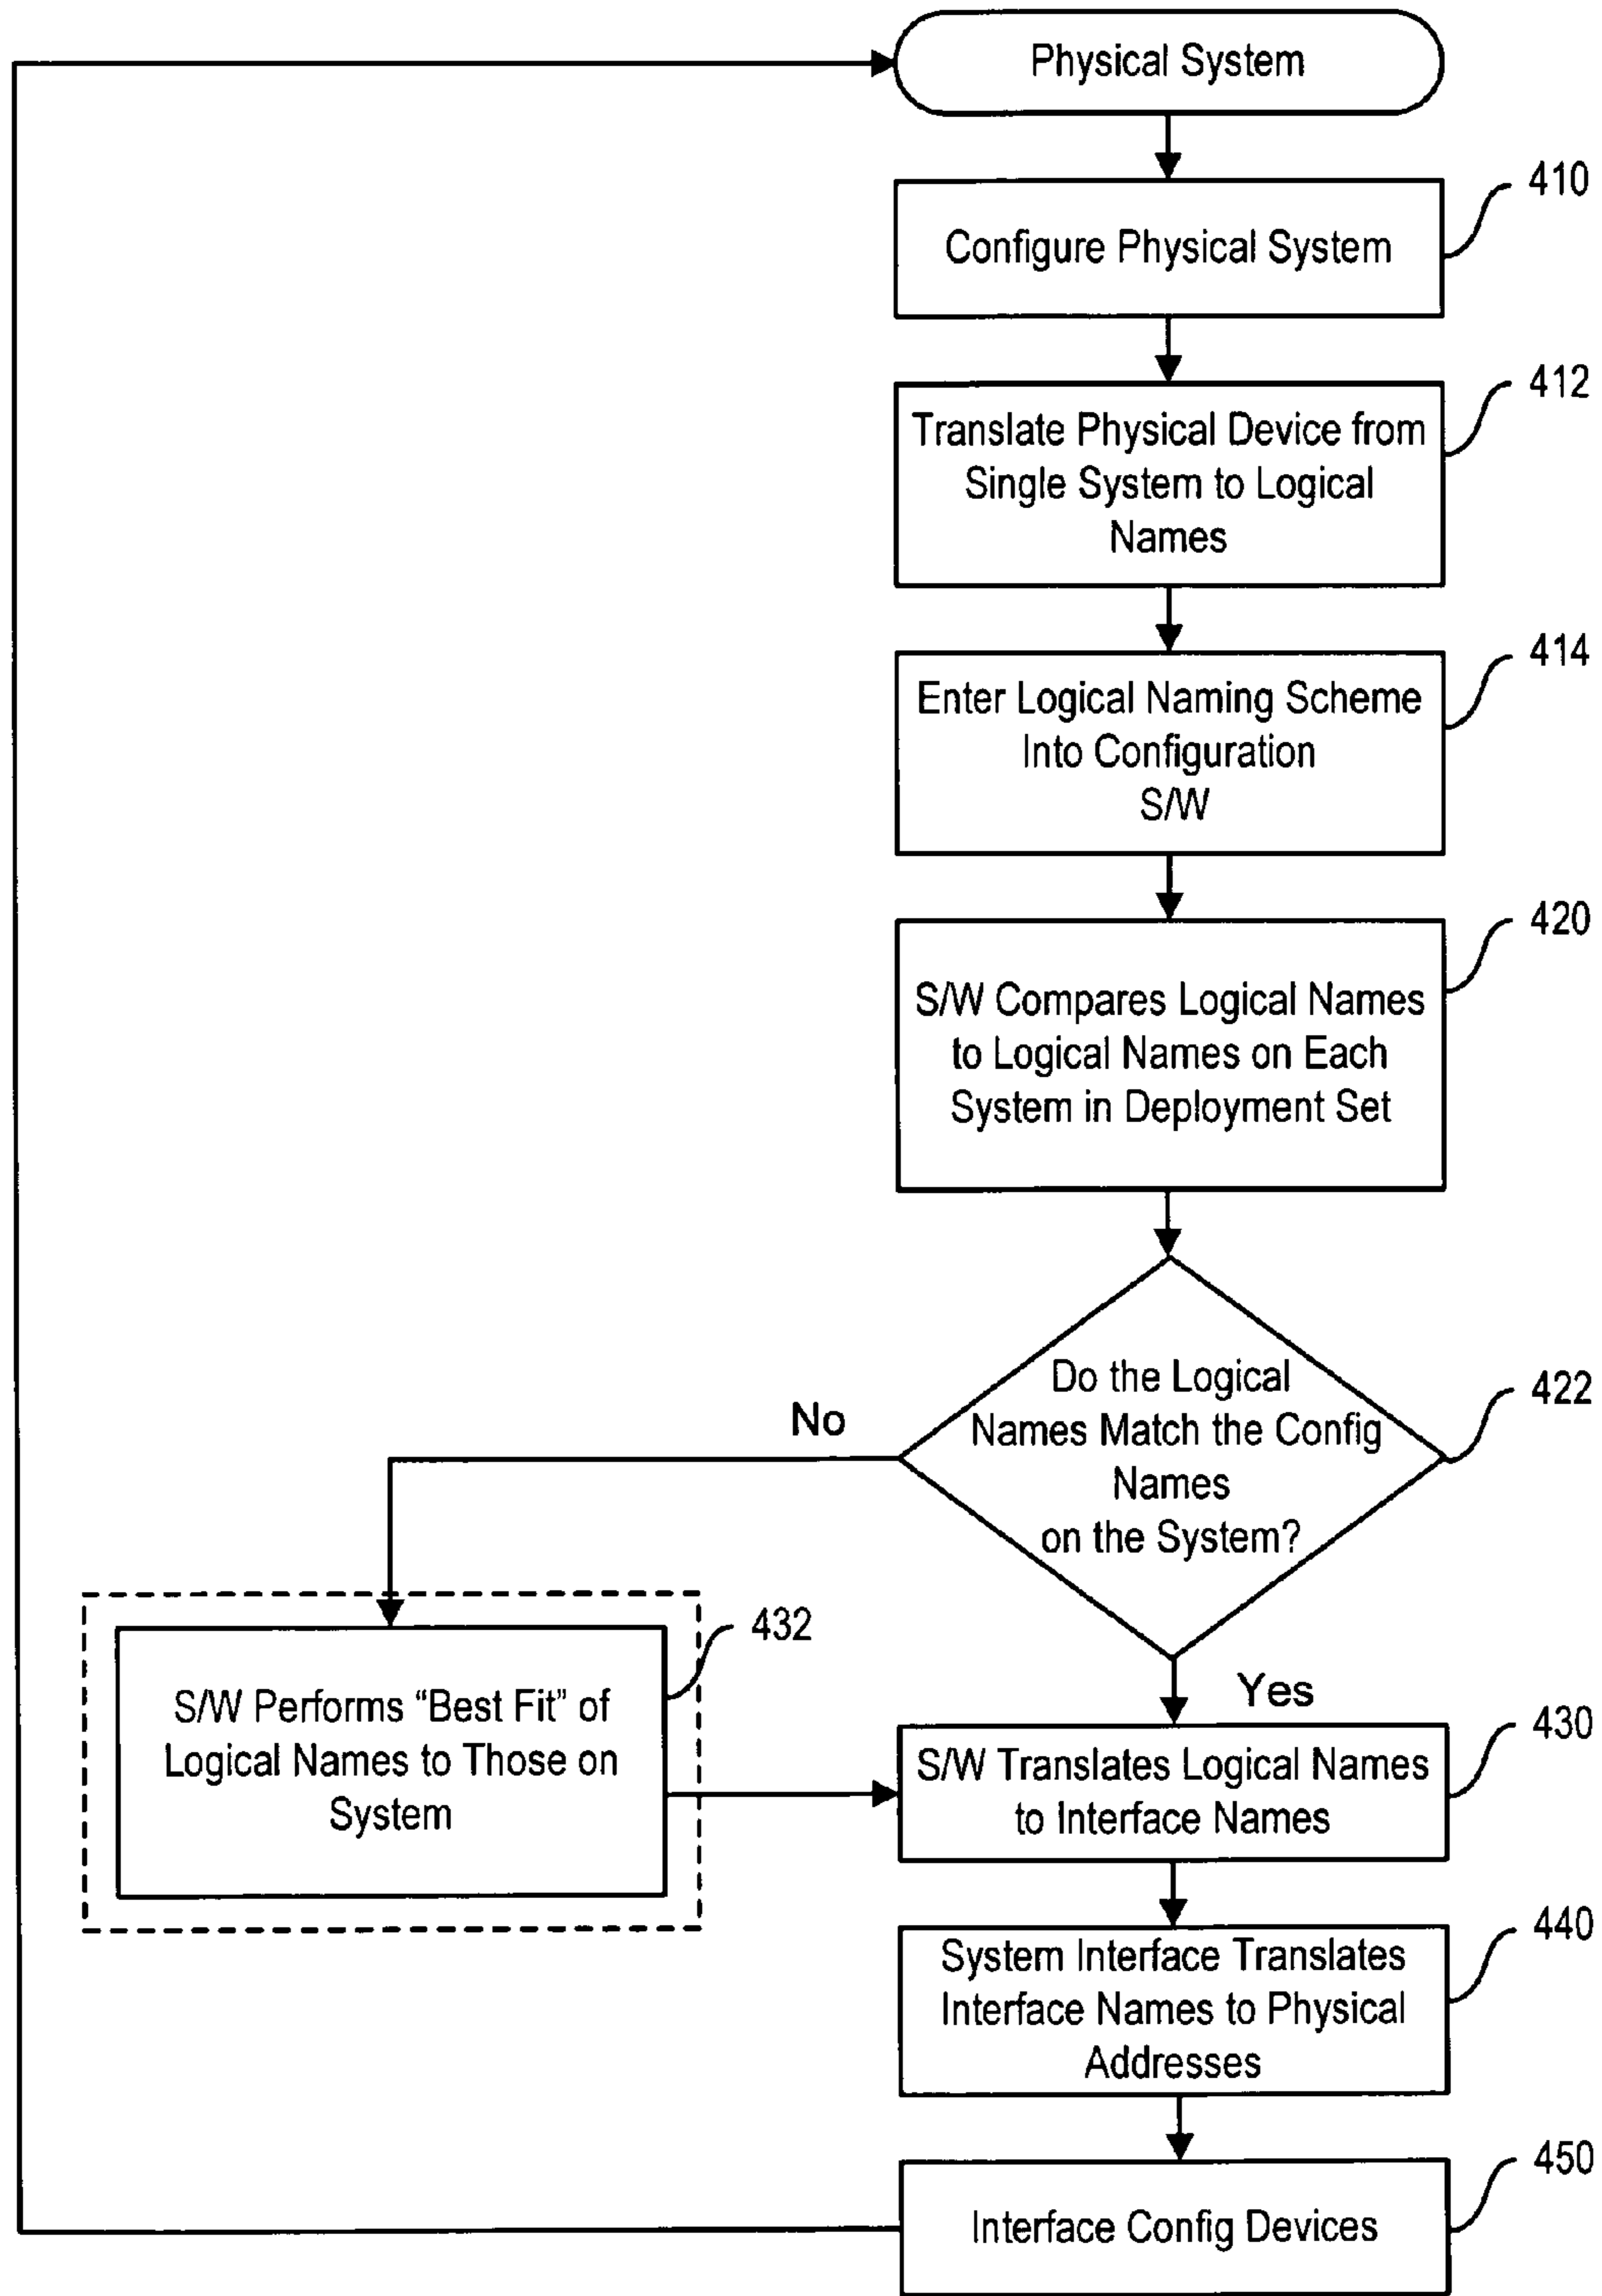 Physical System
410
Configure Physical System
412
Translate Physical Device from
Single System to Logical
Names
414
Enter Logical Naming Scheme
Into Configuration
S/W
420
S/W Compares Logical Names
to Logical Names on Each
System in Deployment Set
422
Do the Logical
Names Match the Config
Names
on the System?
No
Yes
432
S/W Performs “Best Fit” of
Logical Names to Those on
System
430
S/W Translates Logical Names
to Interface Names
440
System Interface Translates
Interface Names to Physical
Addresses
450
Interface Config Devices